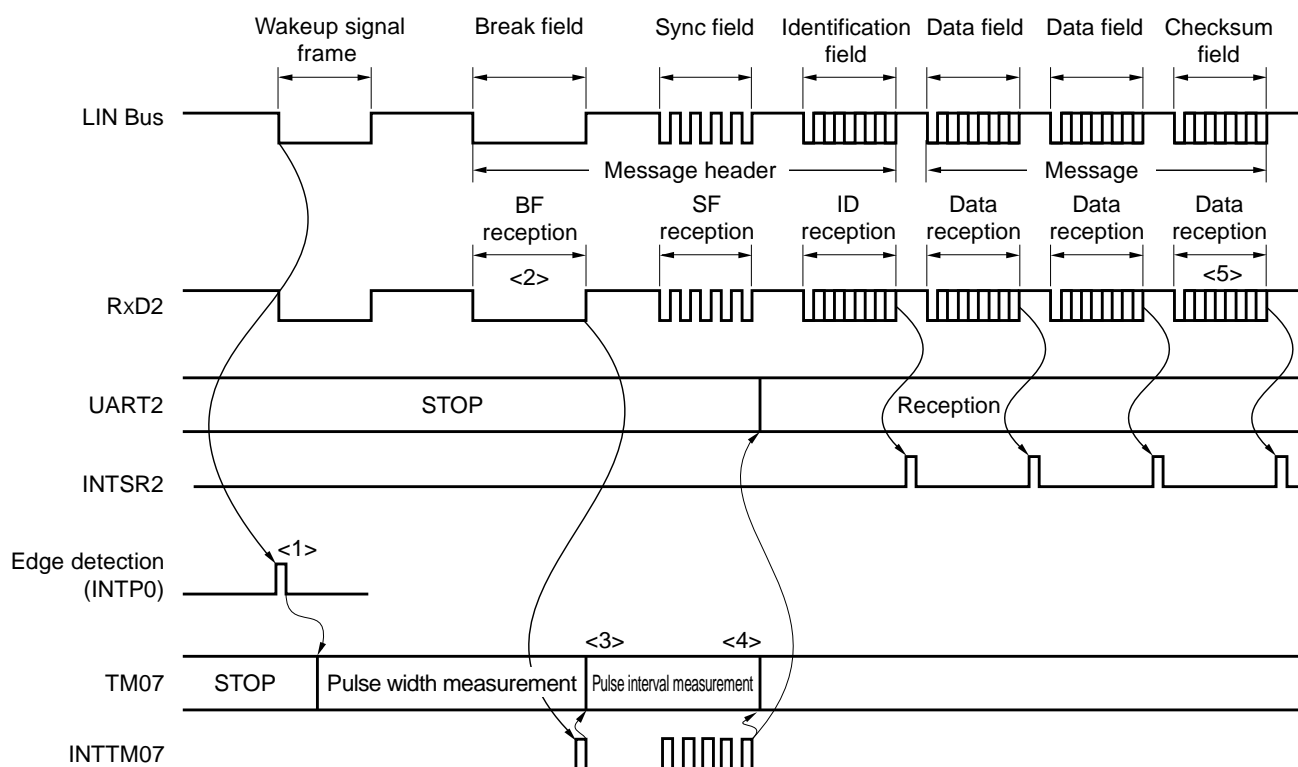 Wakeup signal
frame
Break field
Sync field
Identification
field
Data field
Data field
Checksum
field
LIN Bus
Message header
Message
BF
reception
SF
reception
ID
reception
Data
reception
Data
reception
Data
reception
<2>
<5>
RxD2
UART2
STOP
Reception
INTSR2
Edge detection
(INTP0)
<1>
<3>
<4>
TM07
STOP
Pulse width measurement
Pulse interval measurement
INTTM07